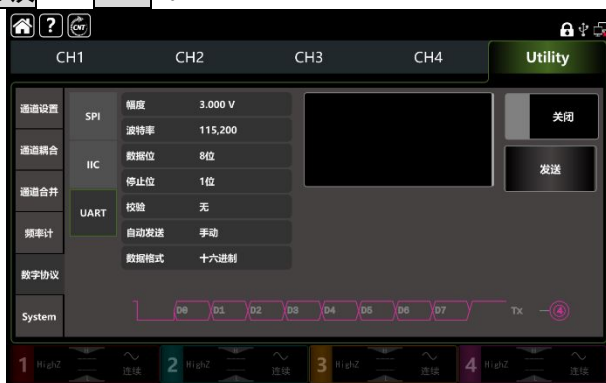 ? CNT
CH1 CH2 CH3 CH4 Utility
通道设置
通道耦合
通道合并
频率计
数字协议
System
SPI
IIC
UART
幅度 3.000 V
波特率 115,200
数据位 8位
停止位 1位
校验 无
自动发送 手动
数据格式 十六进制
关闭
发送
D0 D1 D2 D3 D4 D5 D6 D7 Tx 4
1 HighZ 连续 2 HighZ 连续 3 HighZ 连续 4 HighZ 连续